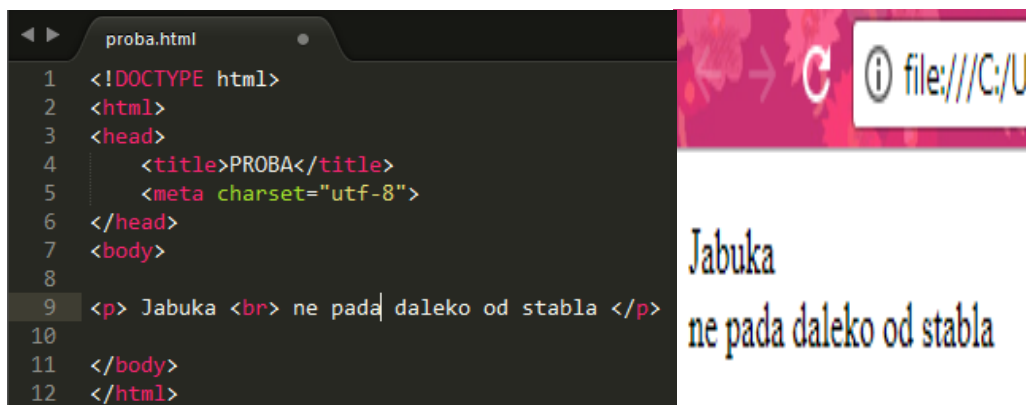 proba.html
1 <!DOCTYPE html>
2 <html>
3 <head>
4 <title>PROBA</title>
5 <meta charset="utf-8">
6 </head>
7 <body>
8
9 <p> Jabuka <br> ne pada daleko od stabla </p>
10
11 </body>
12 </html>
file:///C:/U
Jabuka
ne pada daleko od stabla